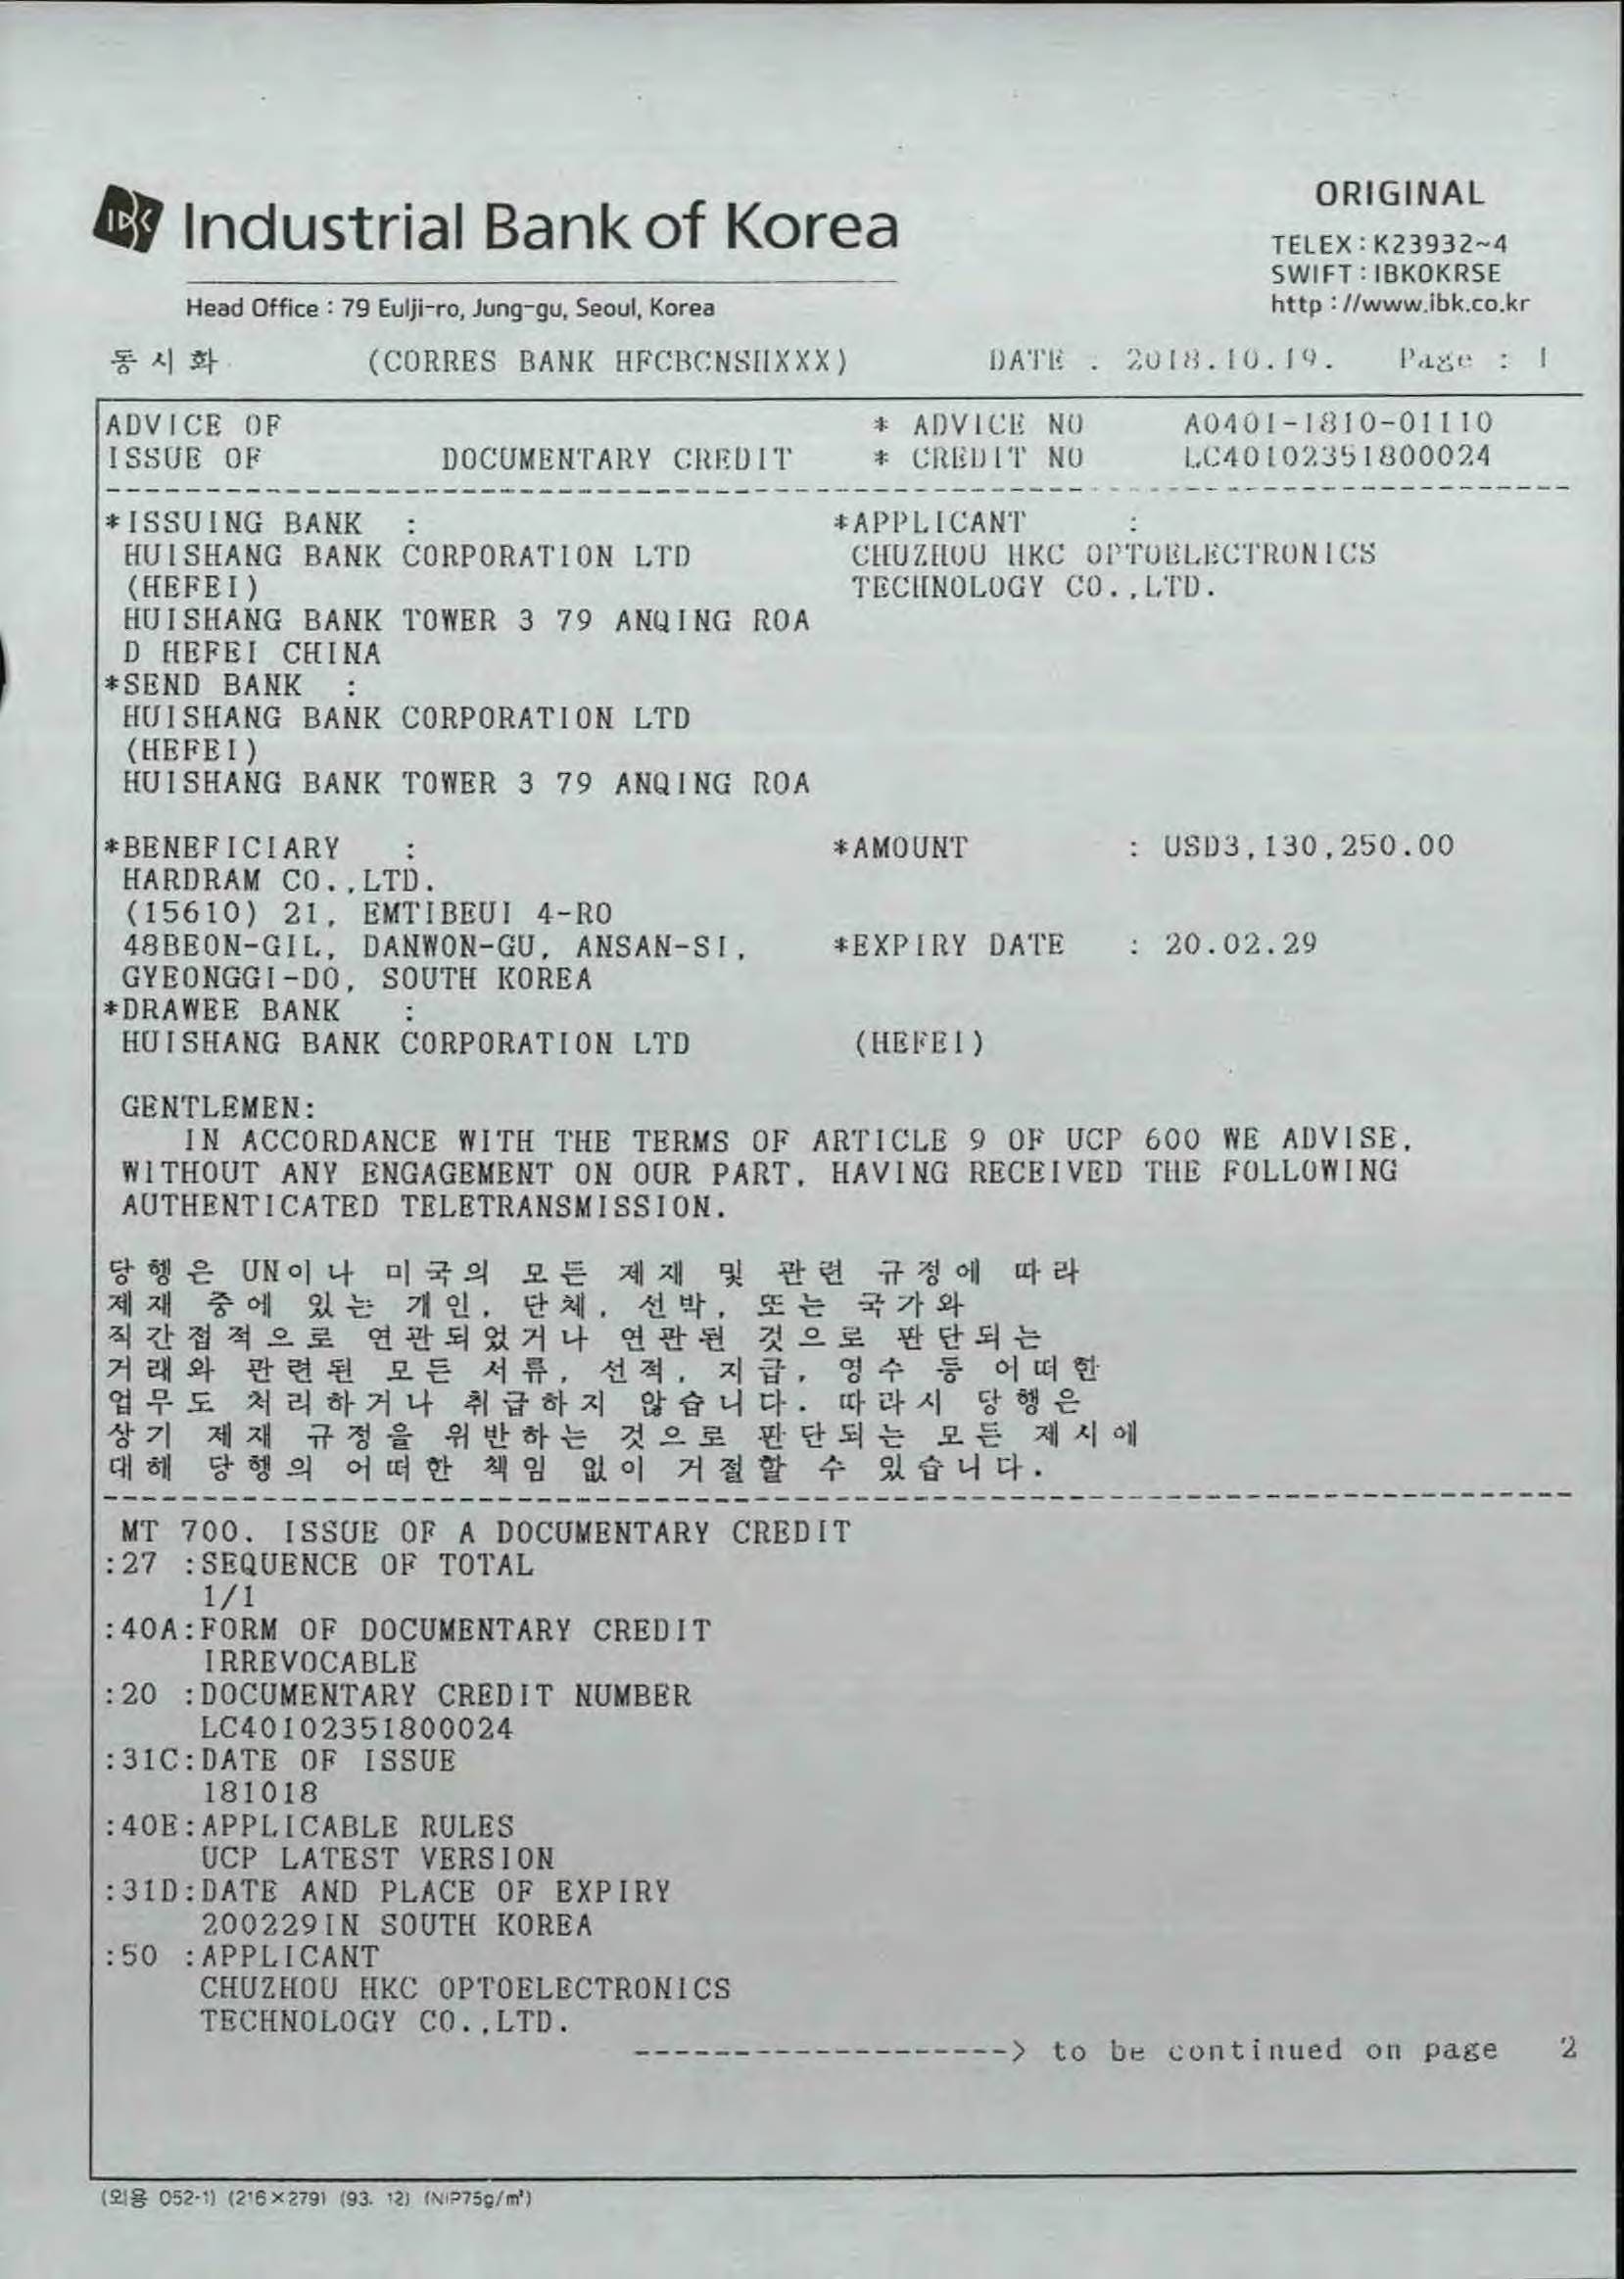 IBK Industrial Bank of Korea
ORIGINAL
TELEX : K23932~4
SWIFT : IBKOKRSE
http : //www.ibk.co.kr
Head Office : 79 Eulji-ro, Jung-gu, Seoul, Korea
동시화 (CORRES BANK HFCBCNSHXXX) DATE : 2018.10.19. Page : 1
ADVICE OF * ADVICE NO A0401-1810-01110
ISSUE OF DOCUMENTARY CREDIT * CREDIT NO LC40102351800024
*ISSUING BANK : *APPLICANT :
HUISHANG BANK CORPORATION LTD CHUZHOU HKC OPTOELECTRONICS
(HEFEI) TECHNOLOGY CO.,LTD.
HUISHANG BANK TOWER 3 79 ANQING ROA
D HEFEI CHINA
*SEND BANK :
HUISHANG BANK CORPORATION LTD
(HEFEI)
HUISHANG BANK TOWER 3 79 ANQING ROA
*BENEFICIARY : *AMOUNT : USD3,130,250.00
HARDRAM CO.,LTD.
(15610) 21, EMTIBEUI 4-RO
48BEON-GIL, DANWON-GU, ANSAN-SI, *EXPIRY DATE : 20.02.29
GYEONGGI-DO, SOUTH KOREA
*DRAWEE BANK :
HUISHANG BANK CORPORATION LTD (HEFEI)
GENTLEMEN:
IN ACCORDANCE WITH THE TERMS OF ARTICLE 9 OF UCP 600 WE ADVISE,
WITHOUT ANY ENGAGEMENT ON OUR PART, HAVING RECEIVED THE FOLLOWING
AUTHENTICATED TELETRANSMISSION.
당행은 UN이나 미국의 모든 제재 및 관련 규정에 따라
제재 중에 있는 개인, 단체, 선박, 또는 국가와
직간접적으로 연관되었거나 연관된 것으로 판단되는
거래와 관련된 모든 서류, 선적, 지급, 영수 등 어떠한
업무도 처리하거나 취급하지 않습니다. 따라서 당행은
상기 제재 규정을 위반하는 것으로 판단되는 모든 제시에
대해 당행의 어떠한 책임 없이 거절할 수 있습니다.
MT 700. ISSUE OF A DOCUMENTARY CREDIT
:27 :SEQUENCE OF TOTAL
1/1
:40A:FORM OF DOCUMENTARY CREDIT
IRREVOCABLE
:20 :DOCUMENTARY CREDIT NUMBER
LC40102351800024
:31C:DATE OF ISSUE
181018
:40E:APPLICABLE RULES
UCP LATEST VERSION
:31D:DATE AND PLACE OF EXPIRY
200229IN SOUTH KOREA
:50 :APPLICANT
CHUZHOU HKC OPTOELECTRONICS
TECHNOLOGY CO.,LTD.
-------------------> to be continued on page 2
(외용 052-1) (216×279) (93. 12) (NIP75g/m²)